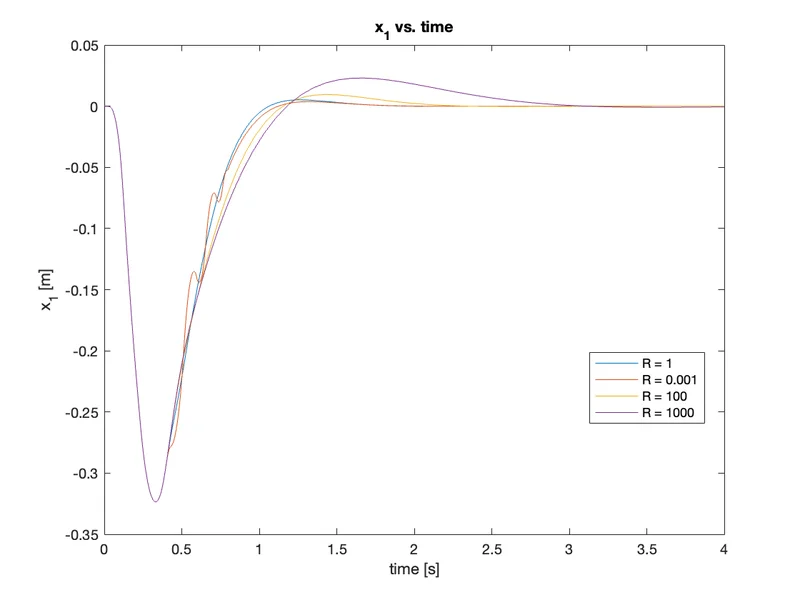 x₁ vs. time
0.05
0
-0.05
-0.1
-0.15
-0.2
-0.25
-0.3
-0.35
x₁ [m]
R = 1
R = 0.001
R = 100
R = 1000
0 0.5 1 1.5 2 2.5 3 3.5 4
time [s]